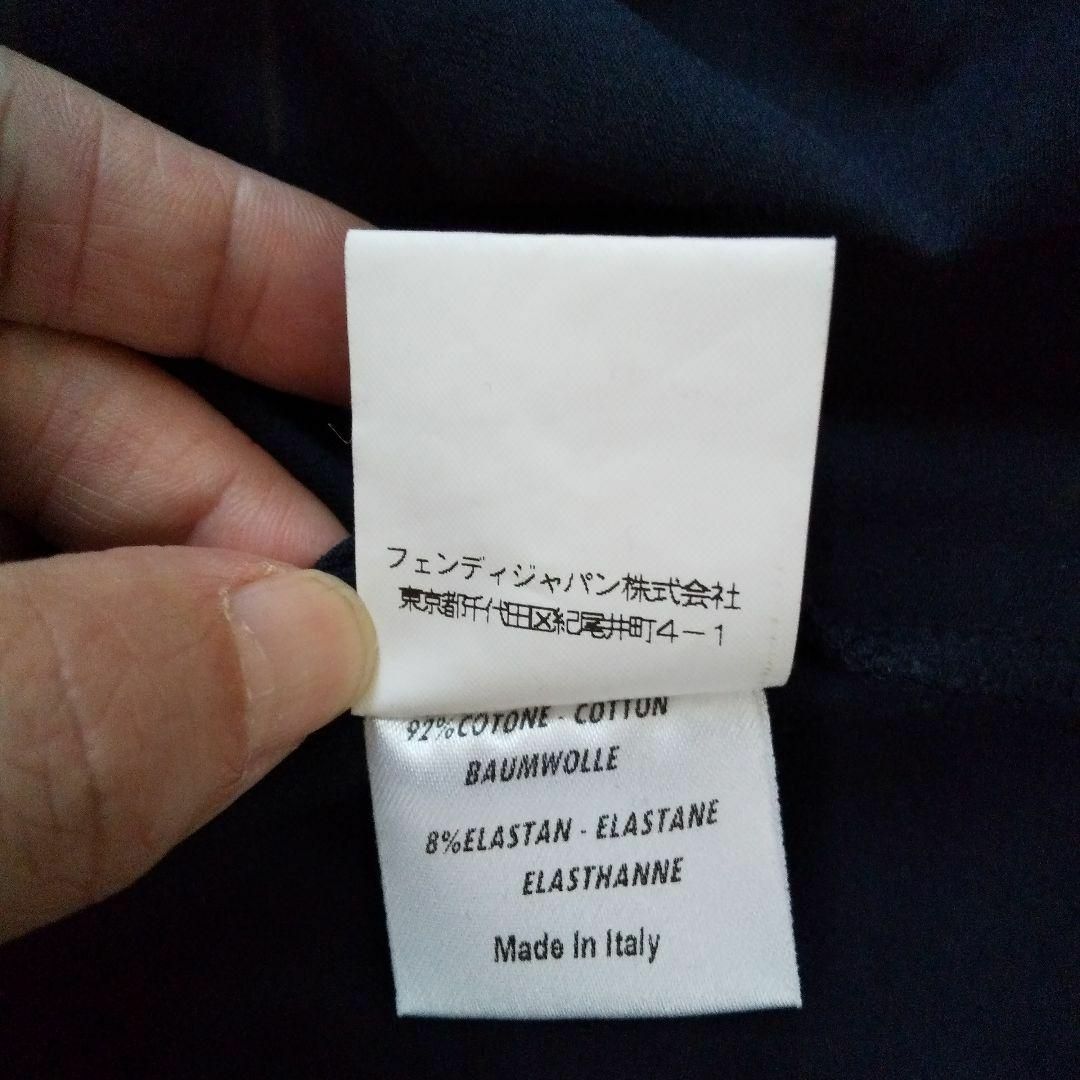 フェンディジャパン株式会社
東京都千代田区紀尾井町4-1
92%COTONE - COTTON
BAUMWOLLE
8%ELASTAN - ELASTANE
ELASTHANNE
Made In Italy